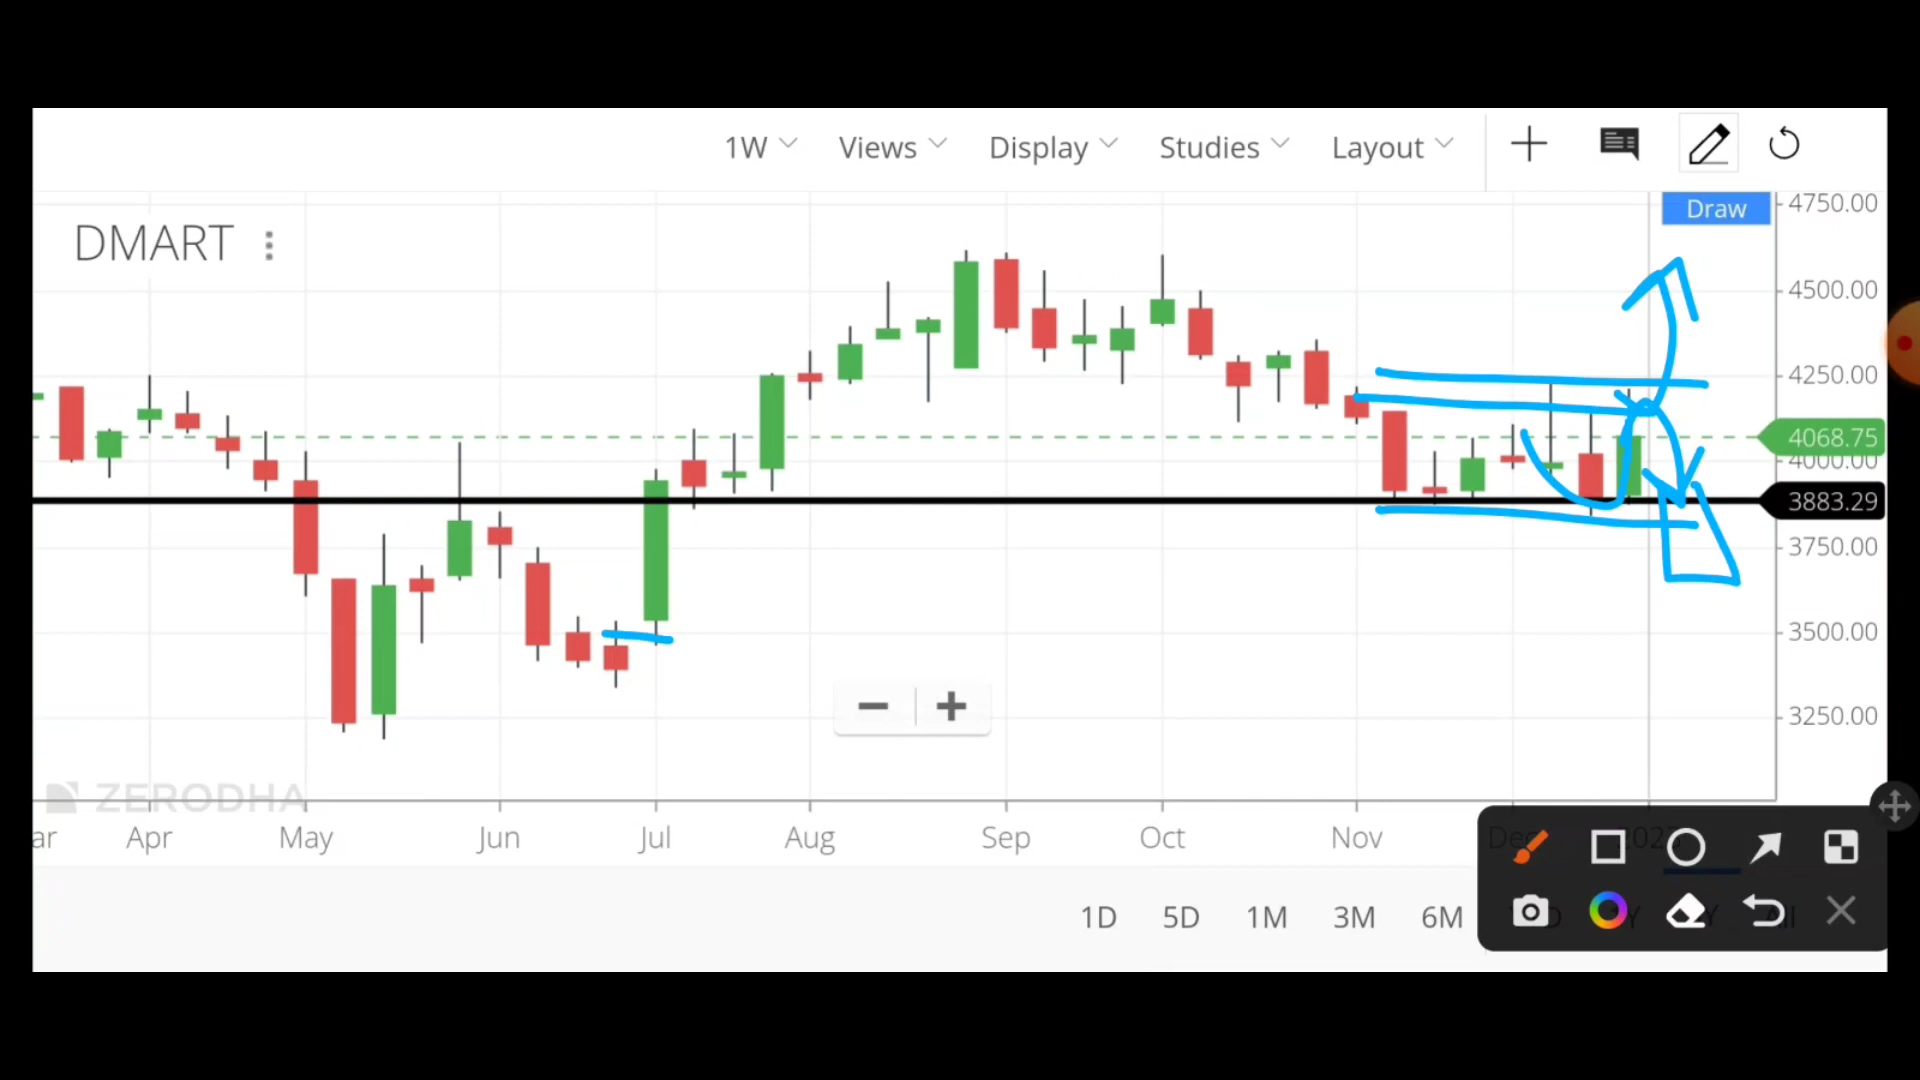 1W Views Display Studies Layout
Draw
DMART
4750.00
4500.00
4250.00
4068.75
4000.00
3883.29
3750.00
3500.00
3250.00
ZERODHA
ar Apr May Jun Jul Aug Sep Oct Nov Dec
1D 5D 1M 3M 6M